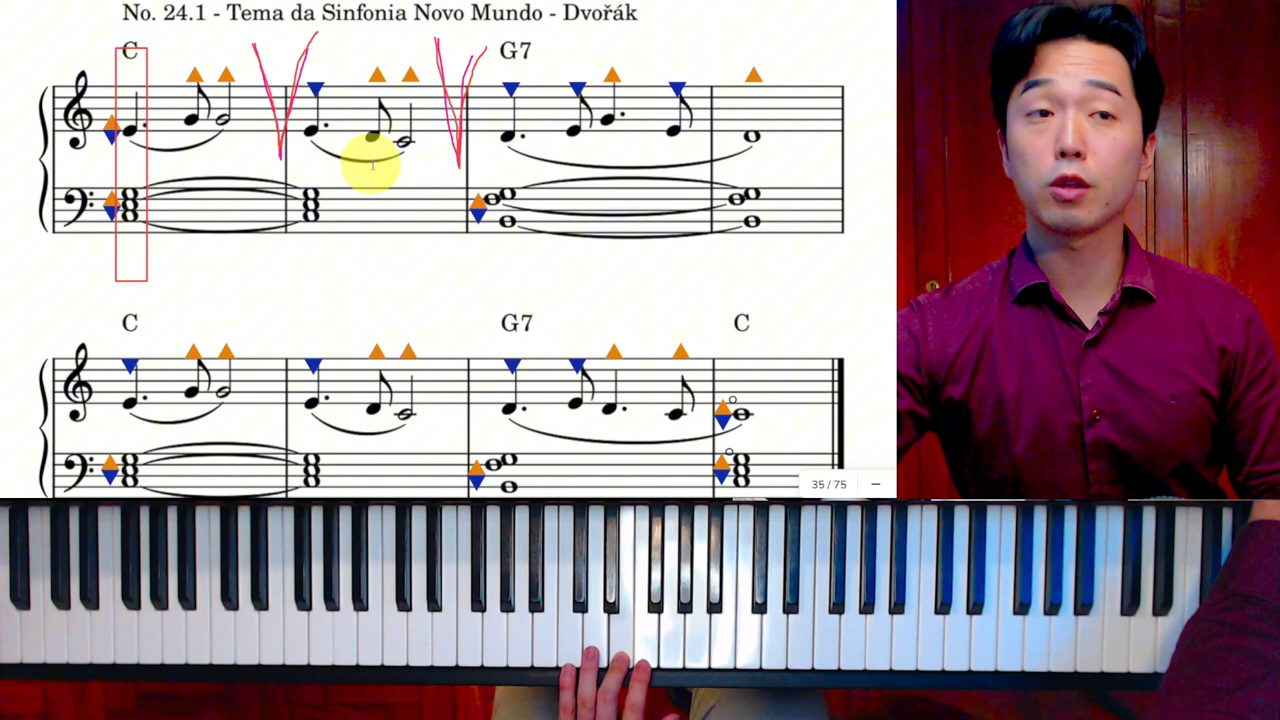 No. 24.1 - Tema da Sinfonia Novo Mundo - Dvořák
C G7
C G7 C
35 / 75 −